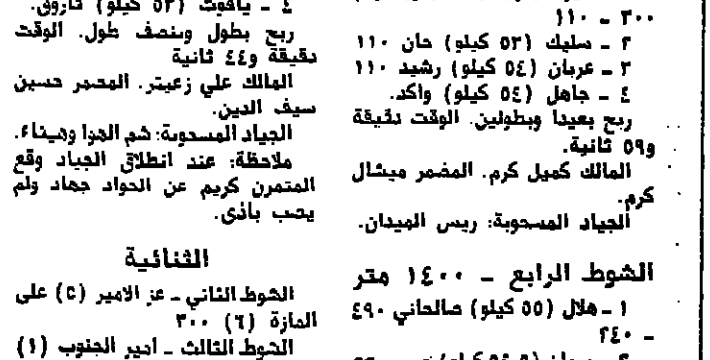 ٣٠٠ - ١١٠
٢ - سليك (٥٣ كيلو) حان ١١٠
٣ - عربان (٥٤ كيلو) رشيد ١١٠
٤ - جاهل (٥٤ كيلو) واكد.
ربح بعيدا وبطولين. الوقت دقيقة
و٥٩ ثانية.
المالك كميل كرم. المضمر ميشال
كرم.
الجياد المسحوبة: ريس الميدان.
الشوط الرابع - ١٤٠٠ متر
١ - هلال (٥٥ كيلو) صالحاني ٤٩٠
- ٢٤٠
٤ - ياقوت (٥٣ كيلو) فاروق.
ربح بطول ونصف طول. الوقت
دقيقة و٤٤ ثانية
المالك علي زعيتر. المضمر حسين
سيف الدين.
الجياد المسحوبة: شم الهوا وهيفاء.
ملاحظة: عند انطلاق الجياد وقع
المتمرن كريم عن الجواد جهاد ولم
يصب باذى.
الثنائية
الشوط الثاني - عز الامير (٥) على
المازة (٦) ٣٠٠
الشوط الثالث - امير الجنوب (١)